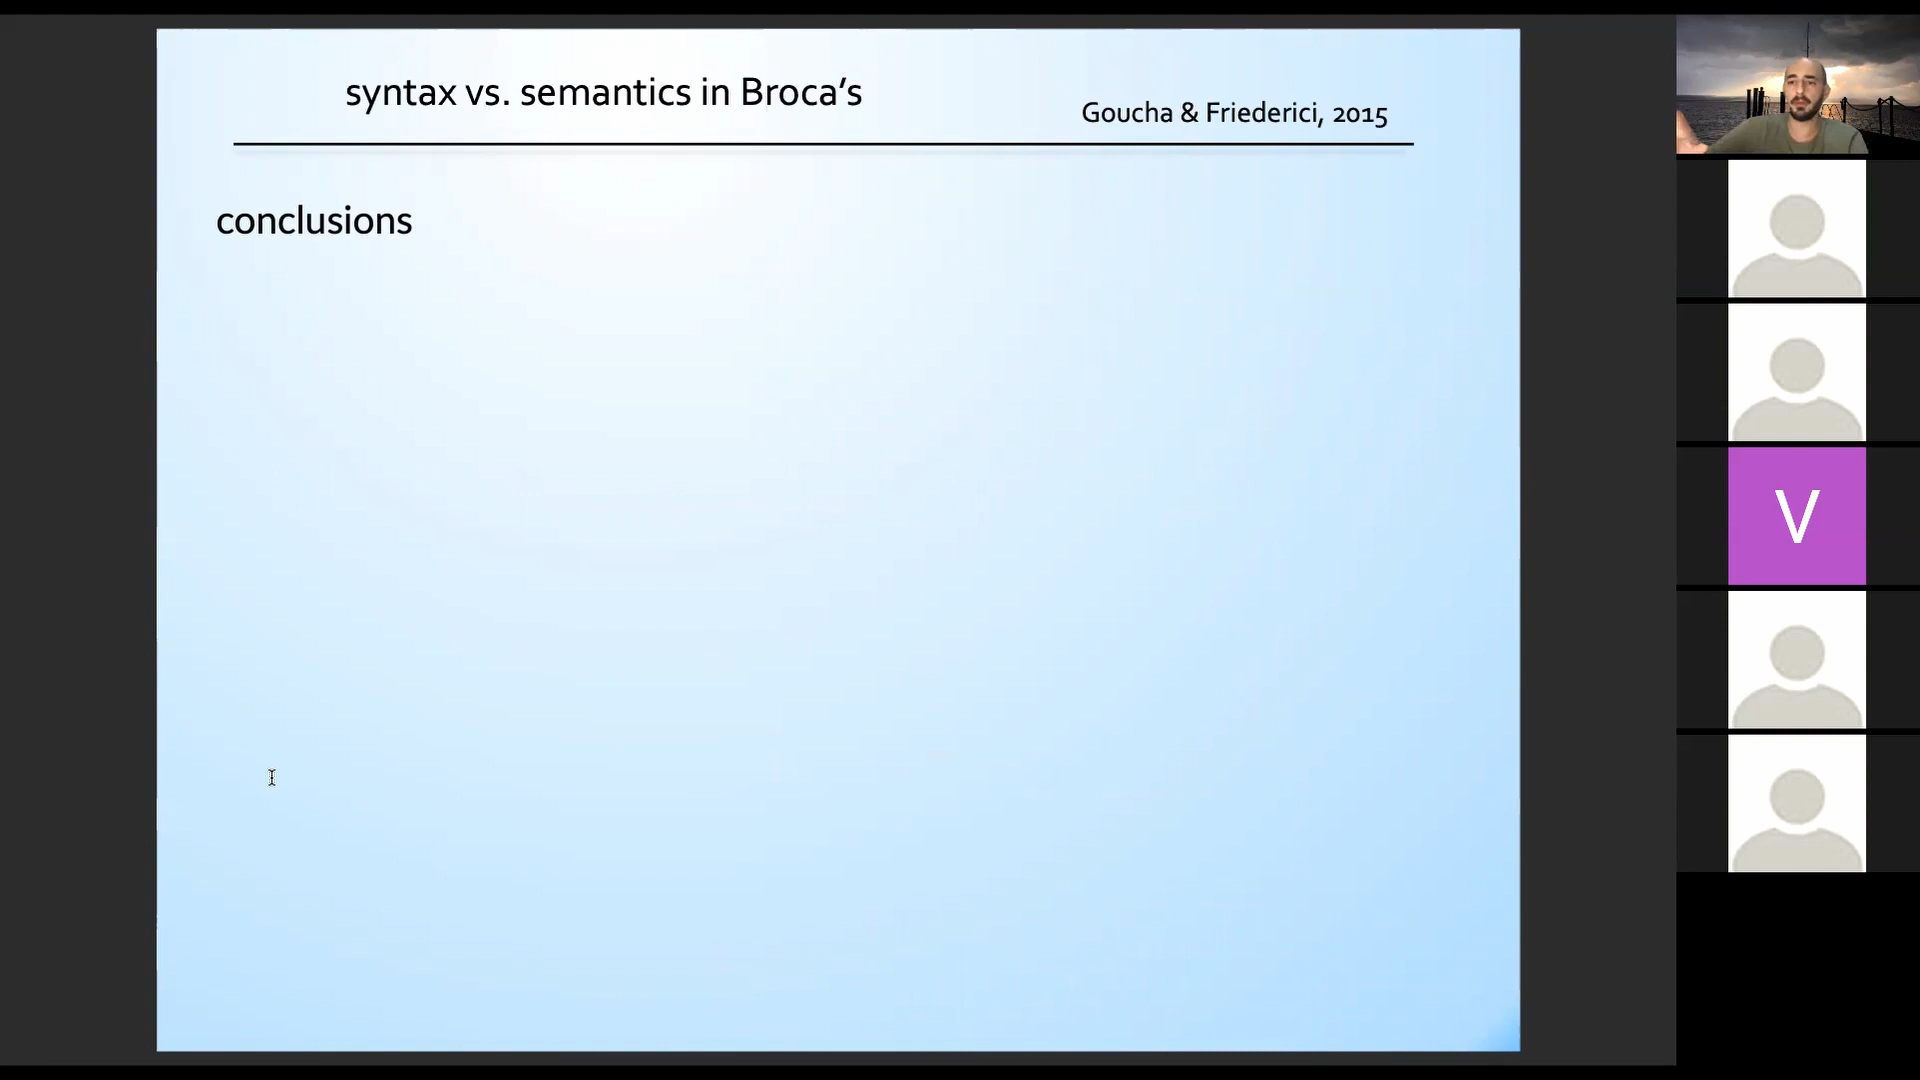 syntax vs. semantics in Broca’s
Goucha & Friederici, 2015
conclusions
V